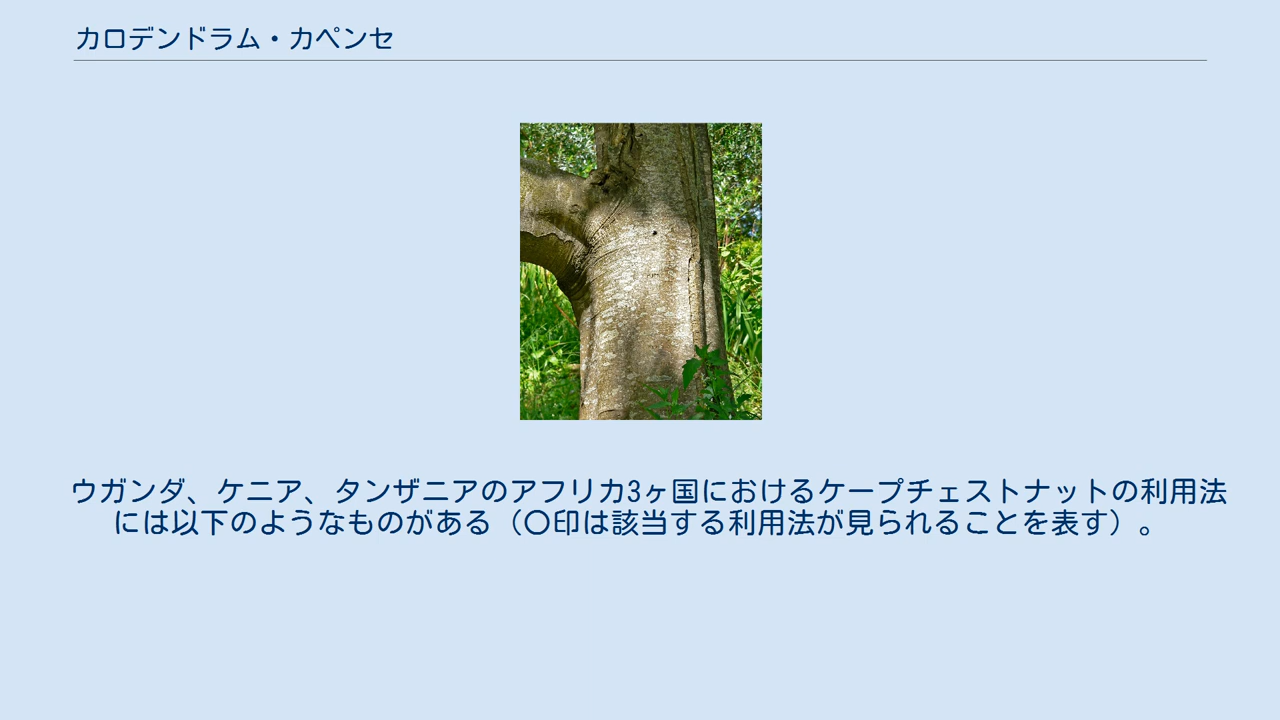 カロデンドラム・カペンセ
ウガンダ、ケニア、タンザニアのアフリカ3ヶ国におけるケープチェストナットの利用法
には以下のようなものがある（〇印は該当する利用法が見られることを表す）。